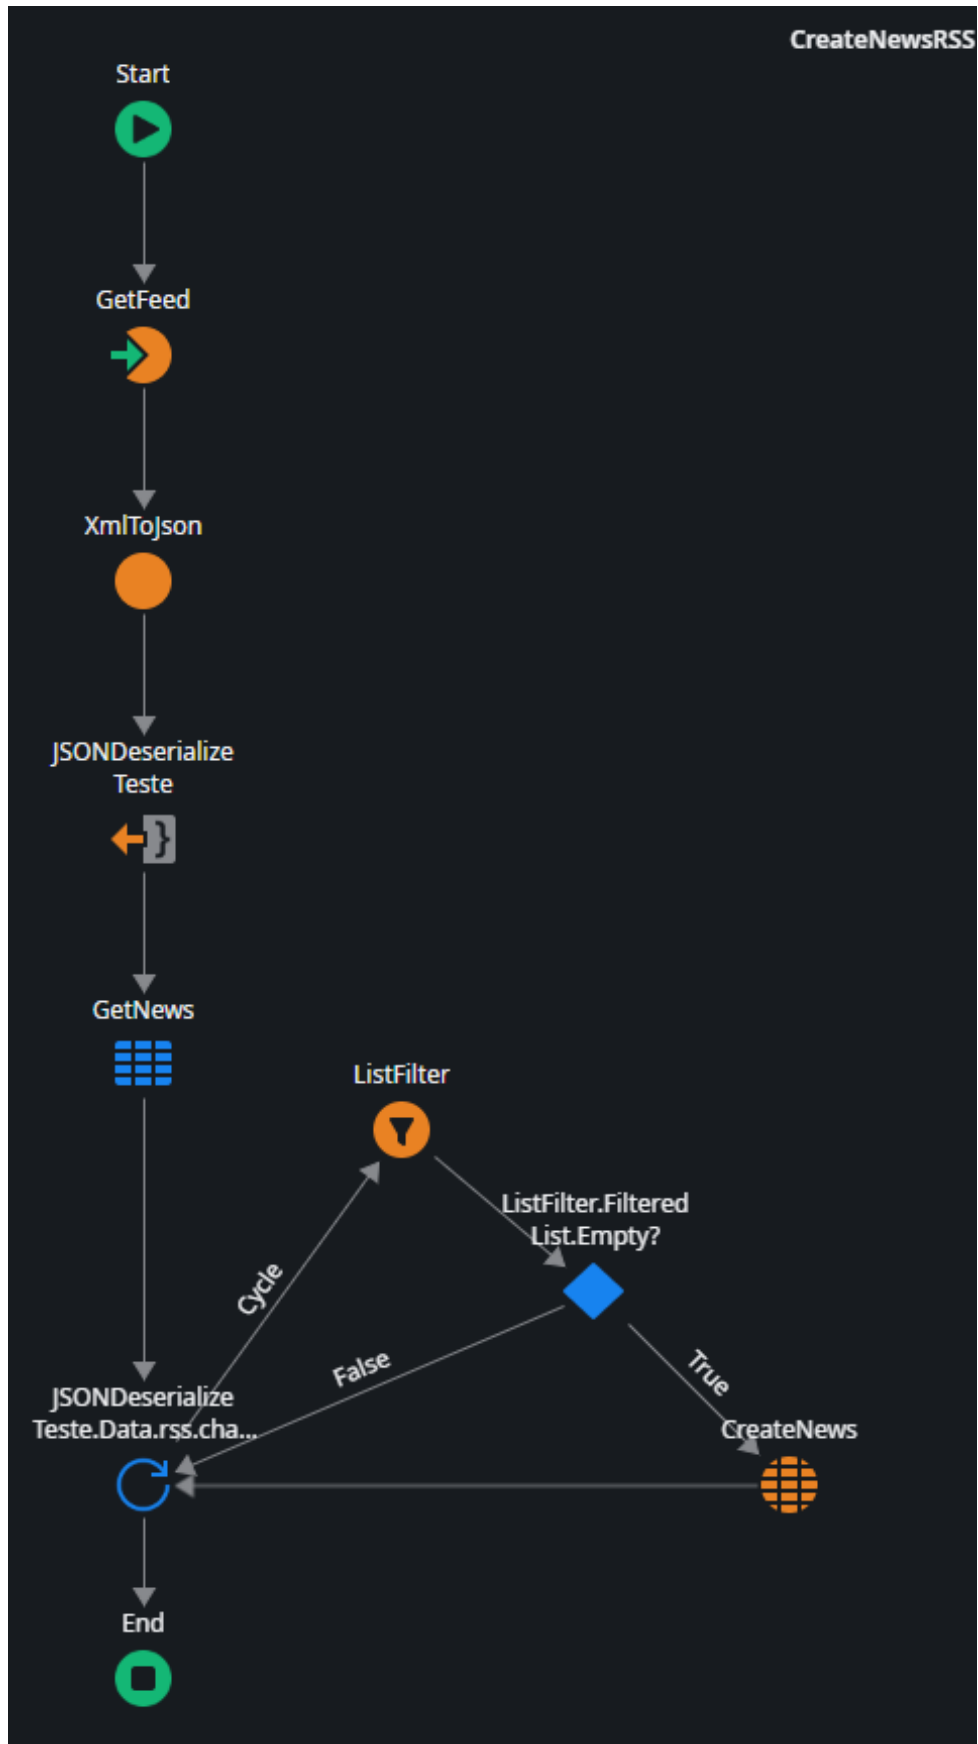 CreateNewsRSS
Start
GetFeed
XmlToJson
JSONDeserialize
Teste
GetNews
ListFilter
ListFilter.Filtered
List.Empty?
Cycle
False
True
JSONDeserialize
Teste.Data.rss.cha...
CreateNews
End